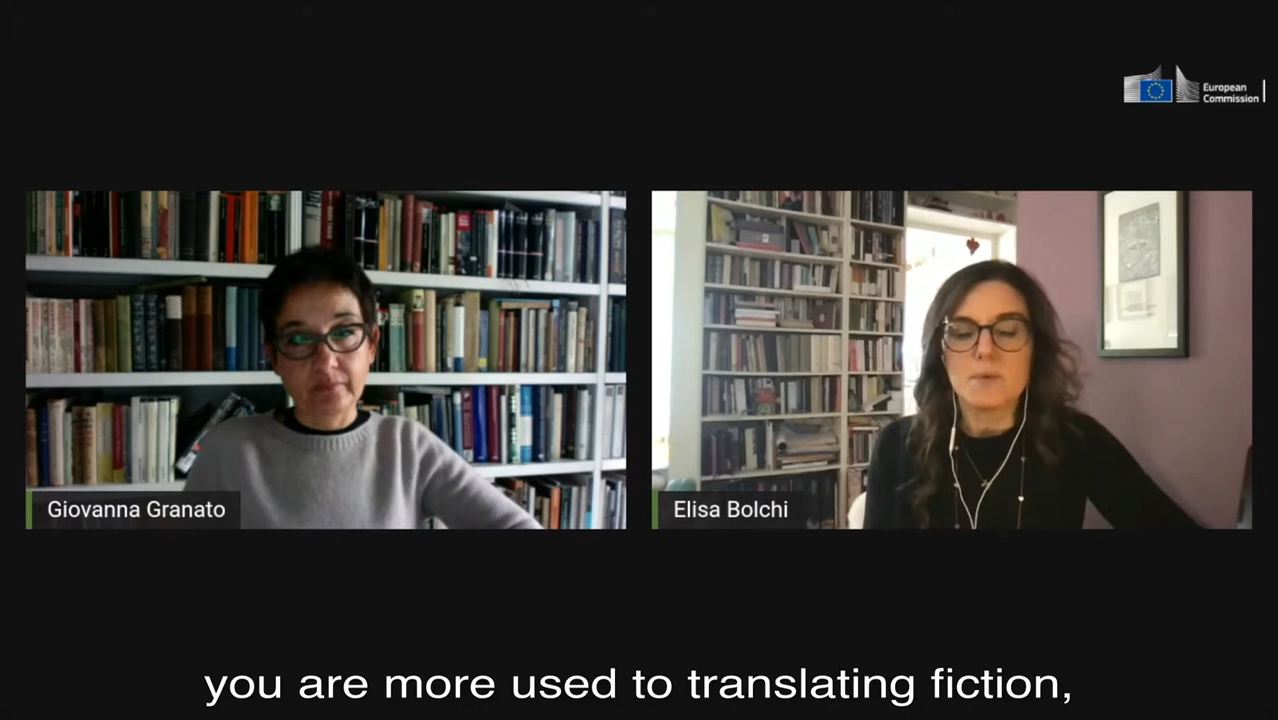 European
Commission
Giovanna Granato
Elisa Bolchi
you are more used to translating fiction,